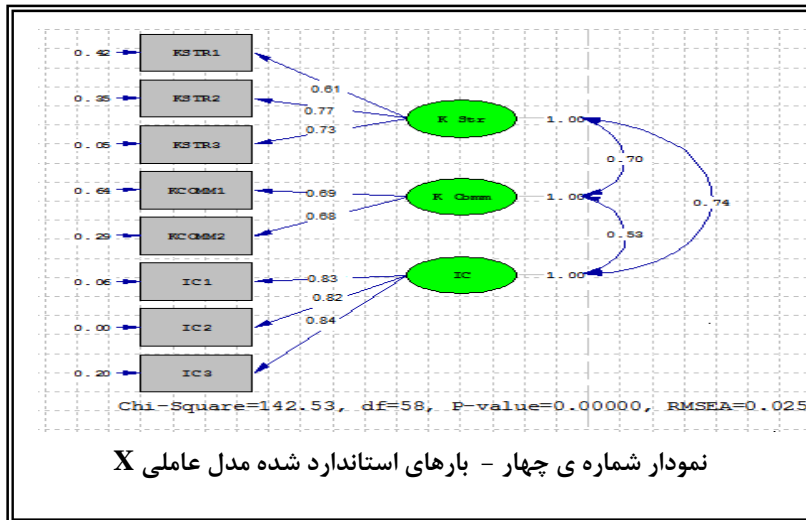 0.42 KSTR1
0.61
0.35 KSTR2
0.77
K Str 1.00
0.73
0.05 KSTR3
0.70
0.64 KCOMM1
0.69
K Comm 1.00
0.74
0.68
0.29 KCOMM2
0.53
0.06 IC1
0.83
IC 1.00
0.82
0.00 IC2
0.84
0.20 IC3
Chi-Square=142.53, df=58, P-value=0.00000, RMSEA=0.025
نمودار شماره ی چهار - بارهای استاندارد شده مدل عاملی X